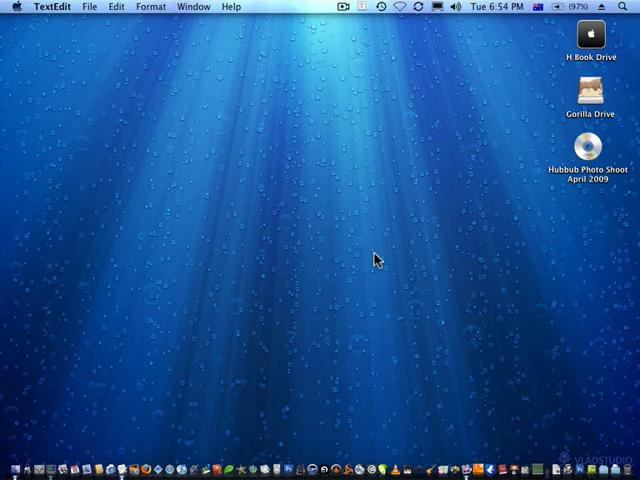 TextEdit File Edit Format Window Help Tue 6:54 PM (97%)
H Book Drive
Gorilla Drive
Hubbub Photo Shoot
April 2009
VLADSTUDIO